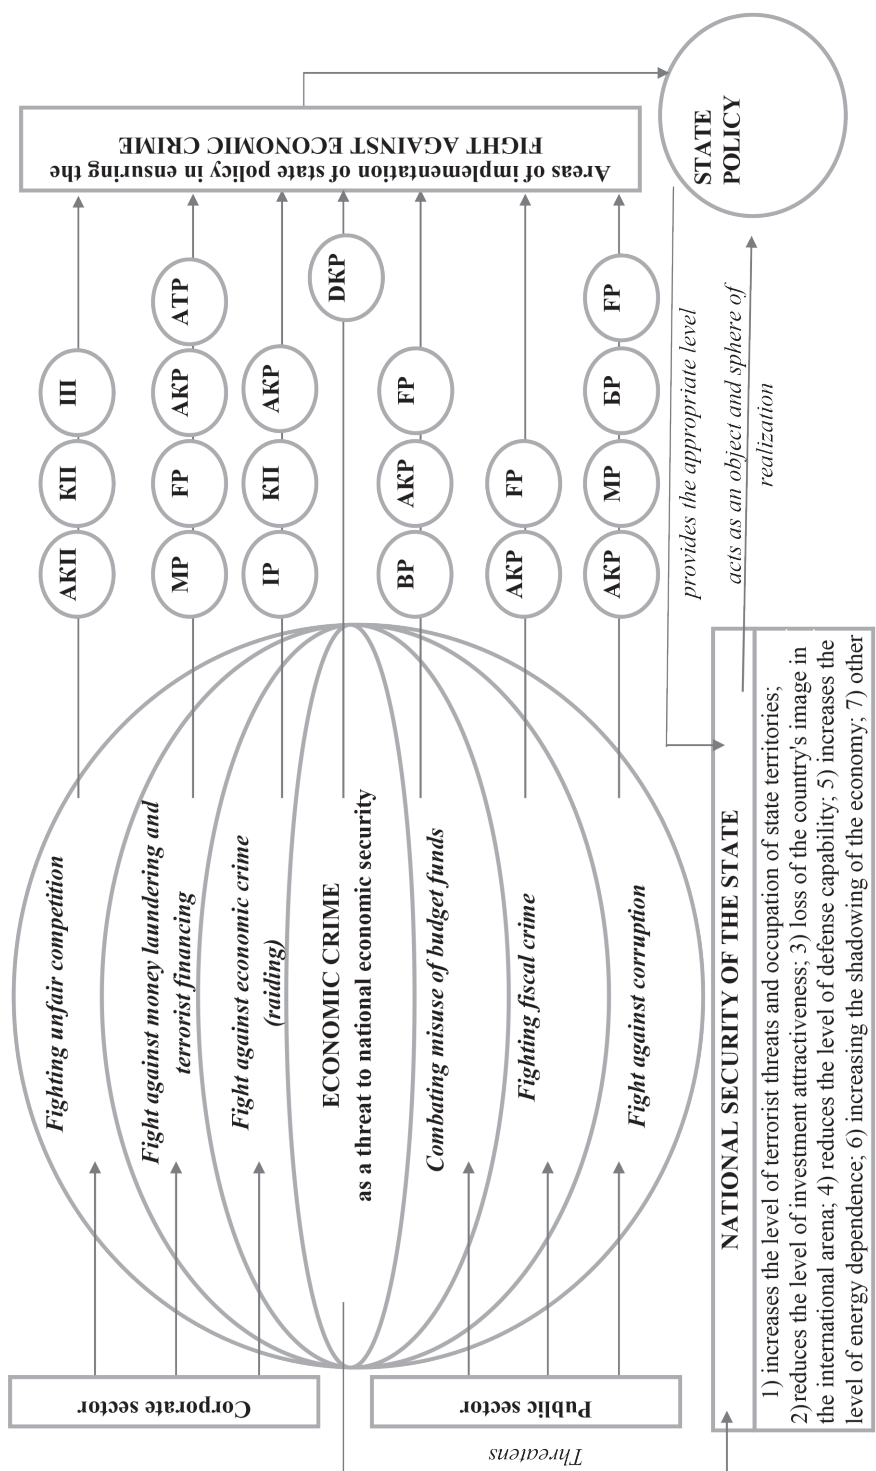 Corporate sector
Public sector
Threatens
Fighting unfair competition
Fight against money laundering and
terrorist financing
Fight against economic crime
(raiding)
ECONOMIC CRIME
as a threat to national economic security
Combating misuse of budget funds
Fighting fiscal crime
Fight against corruption
АКП КП ІП
МР FР АКР АТР
ІР КП АКР
DКР
ВР АКР FР
АКР FР
АКР МР БР FР
Areas of implementation of state policy in ensuring the
FIGHT AGAINST ECONOMIC CRIME
STATE
POLICY
provides the appropriate level
acts as an object and sphere of
realization
NATIONAL SECURITY OF THE STATE
1) increases the level of terrorist threats and occupation of state territories;
2)reduces the level of investment attractiveness; 3) loss of the country's image in
the international arena; 4) reduces the level of defense capability; 5) increases the
level of energy dependence; 6) increasing the shadowing of the economy; 7) other